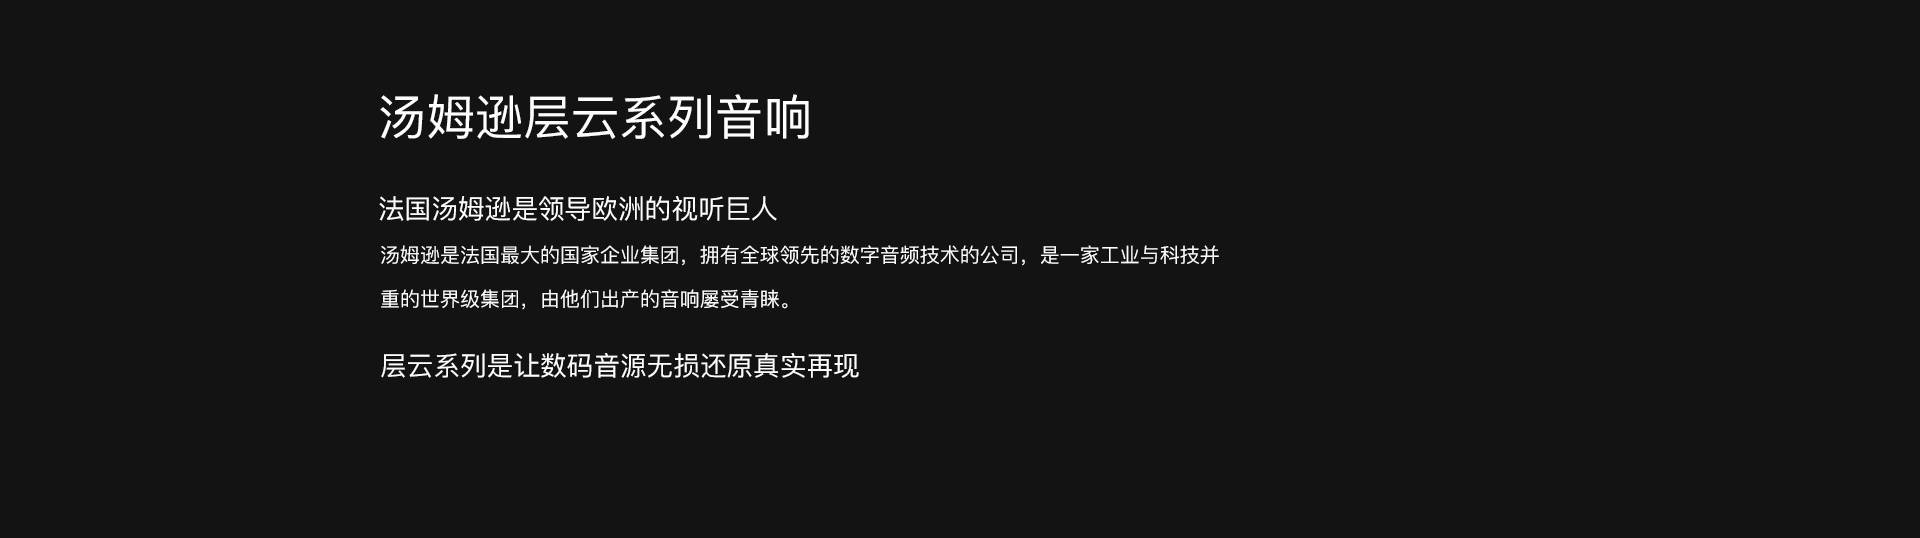 汤姆逊层云系列音响
法国汤姆逊是领导欧洲的视听巨人
汤姆逊是法国最大的国家企业集团，拥有全球领先的数字音频技术的公司，是一家工业与科技并
重的世界级集团，由他们出产的音响屡受青睐。
层云系列是让数码音源无损还原真实再现